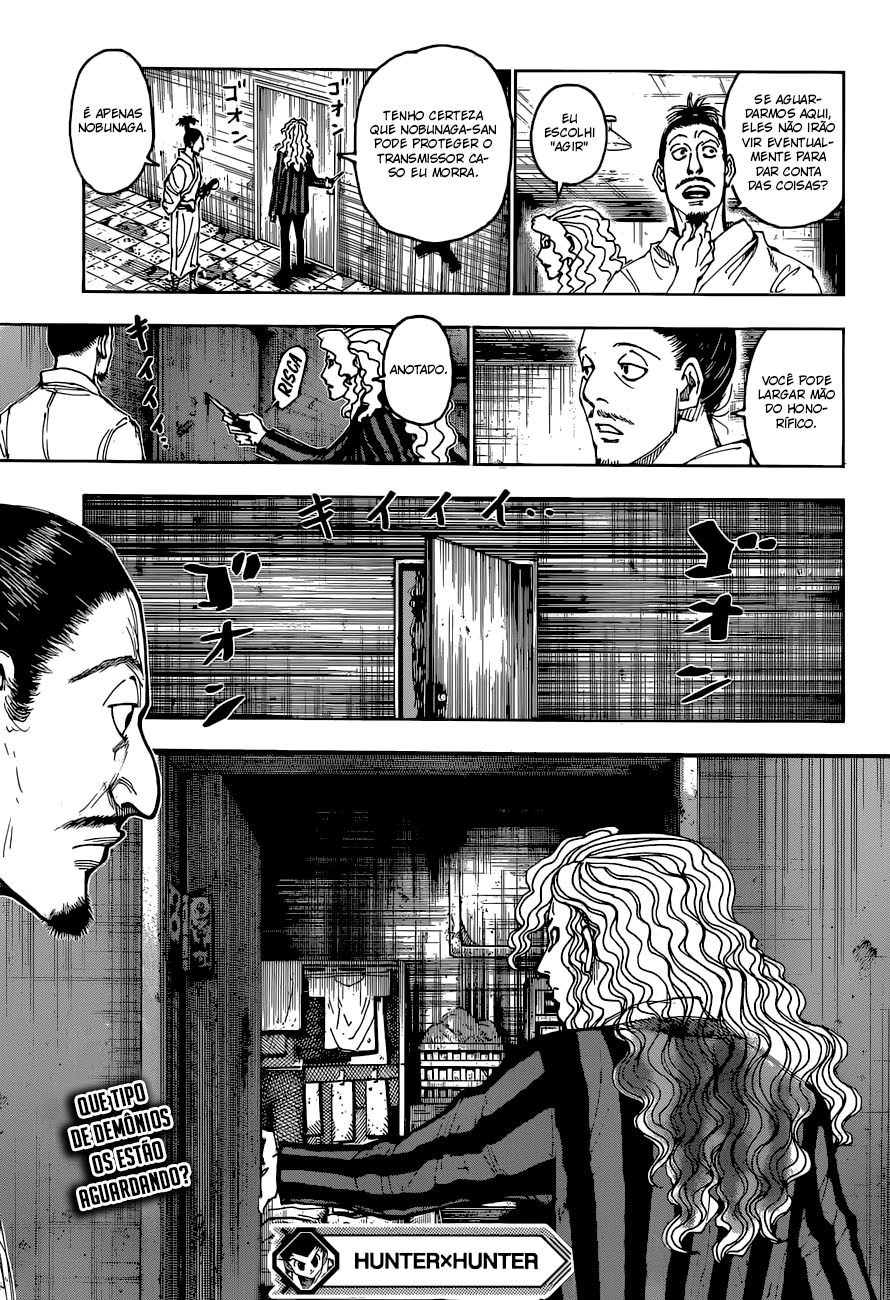 SE AGUAR-
DARMOS AQUI,
ELES NÃO IRÃO
VIR EVENTUAL-
MENTE PARA
DAR CONTA
DAS COISAS?
EU
ESCOLHI
"AGIR"
TENHO CERTEZA
QUE NOBUNAGA-SAN
PODE PROTEGER O
TRANSMISSOR CA-
SO EU MORRA.
ゴオン
ゴオン
É APENAS
NOBUNAGA.
VOCÊ PODE
LARGAR MÃO
DO HONO-
RÍFICO.
ANOTADO.
RISCA
キイイイ‥
キイイイ‥
ゴオン
ゴオン
QUE TIPO
DE DEMÔNIOS
OS ESTÃO
AGUARDANDO?
HUNTER×HUNTER